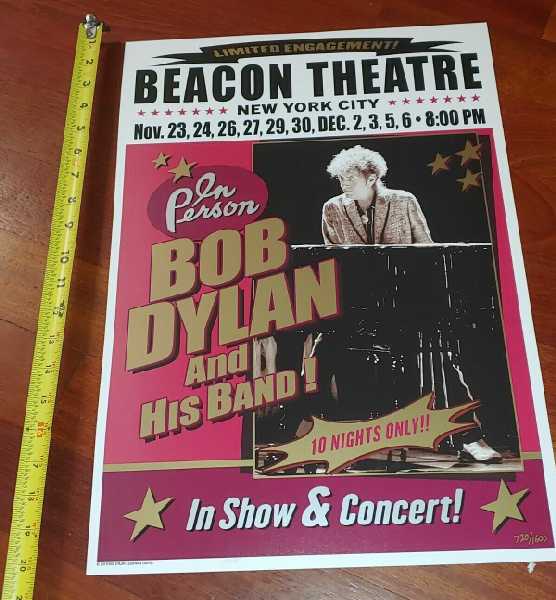 LIMITED ENGAGEMENT!
BEACON THEATRE
NEW YORK CITY
Nov. 23, 24, 26, 27, 29, 30, DEC. 2, 3, 5, 6 • 8:00 PM
In
Person
BOB
DYLAN
And
HIS BAND!
10 NIGHTS ONLY!!
In Show & Concert!